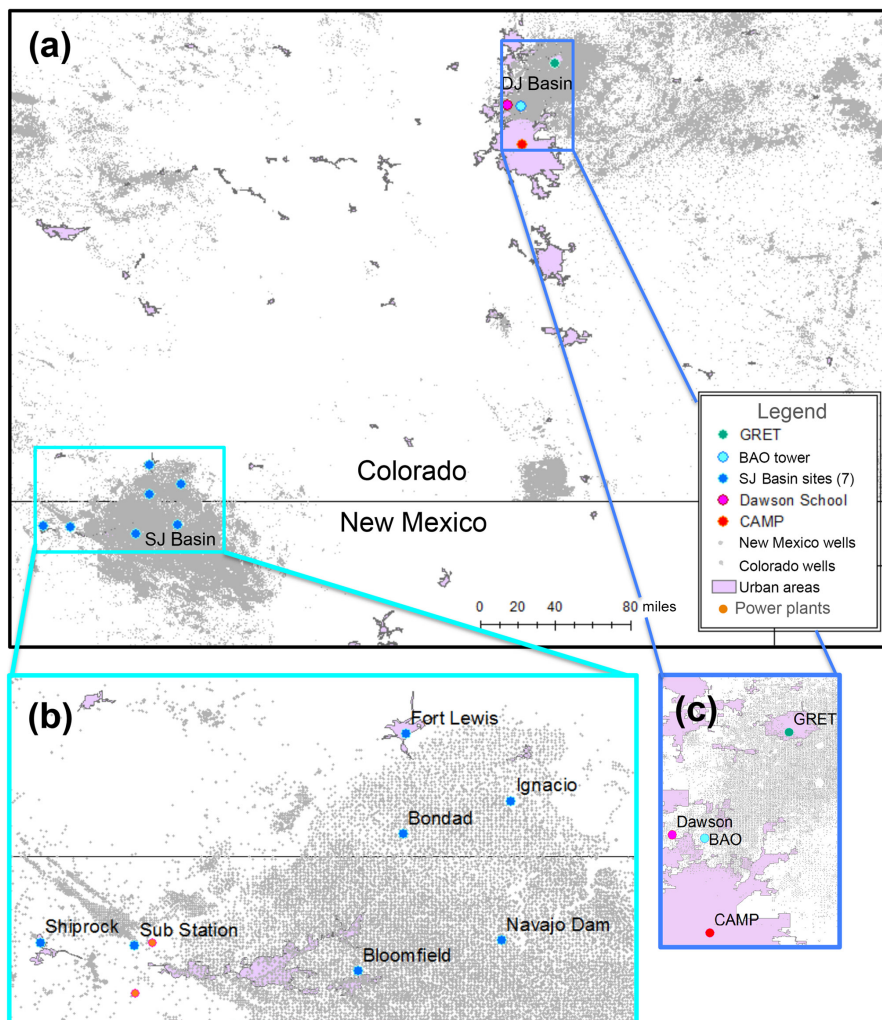 (a)
DJ Basin
Colorado
New Mexico
SJ Basin
0 20 40 80 miles
Legend
GRET
BAO tower
SJ Basin sites (7)
Dawson School
CAMP
New Mexico wells
Colorado wells
Urban areas
Power plants
(b)
Fort Lewis
Ignacio
Bondad
Shiprock
Sub Station
Navajo Dam
Bloomfield
(c)
GRET
Dawson
BAO
CAMP